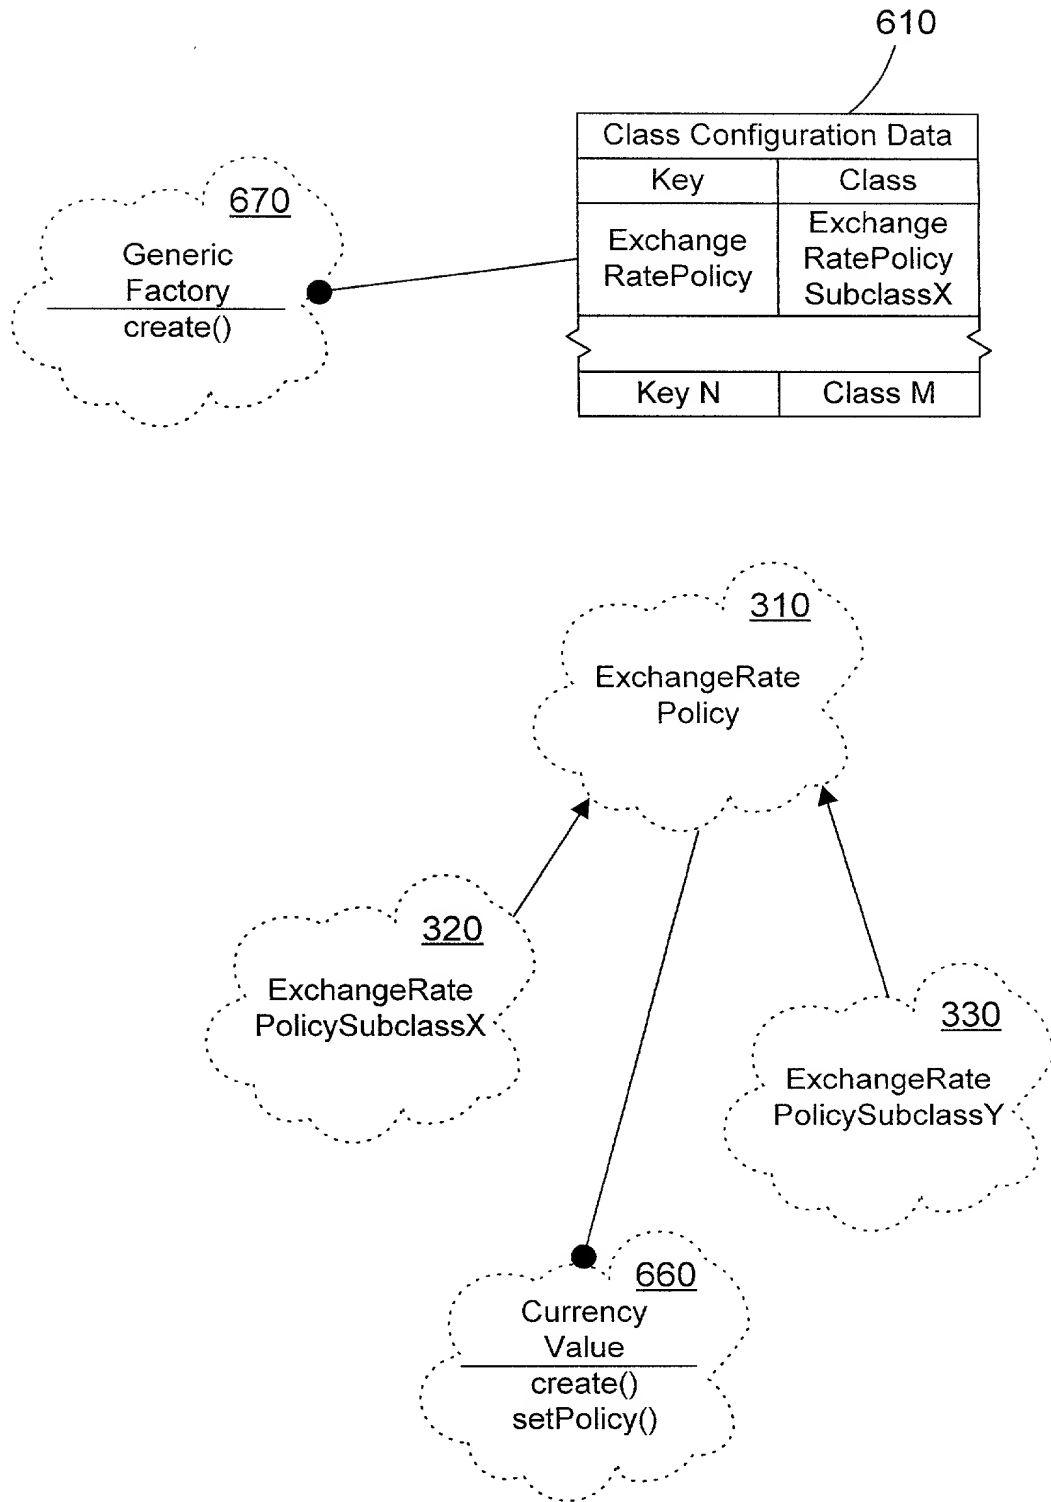 610
Class Configuration Data
Key
Class
Exchange
RatePolicy
Exchange
RatePolicy
SubclassX
Key N
Class M
670
Generic
Factory
create()
310
ExchangeRate
Policy
320
ExchangeRate
PolicySubclassX
330
ExchangeRate
PolicySubclassY
660
Currency
Value
create()
setPolicy()